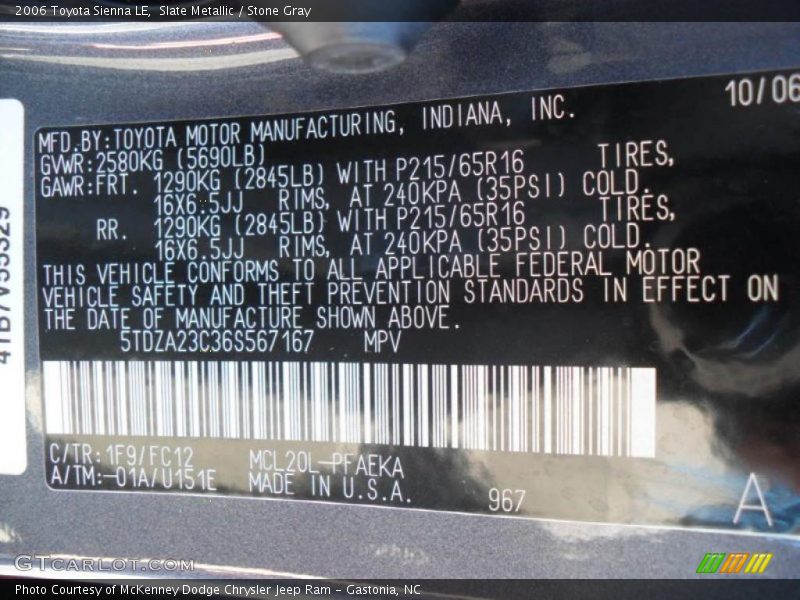 2006 Toyota Sienna LE, Slate Metallic / Stone Gray
10/06
MFD.BY:TOYOTA MOTOR MANUFACTURING, INDIANA, INC.
GVWR:2580KG (5690LB)
GAWR:FRT. 1290KG (2845LB) WITH P215/65R16 TIRES,
16X6.5JJ RIMS, AT 240KPA (35PSI) COLD.
RR. 1290KG (2845LB) WITH P215/65R16 TIRES,
16X6.5JJ RIMS, AT 240KPA (35PSI) COLD.
THIS VEHICLE CONFORMS TO ALL APPLICABLE FEDERAL MOTOR
VEHICLE SAFETY AND THEFT PREVENTION STANDARDS IN EFFECT ON
THE DATE OF MANUFACTURE SHOWN ABOVE.
5TDZA23C36S567167 MPV
C/TR:1F9/FC12 MCL20L-PFAEKA
A/TM:-01A/U151E MADE IN U.S.A.
967
A
GTCarlot.com
Photo Courtesy of McKenney Dodge Chrysler Jeep Ram - Gastonia, NC